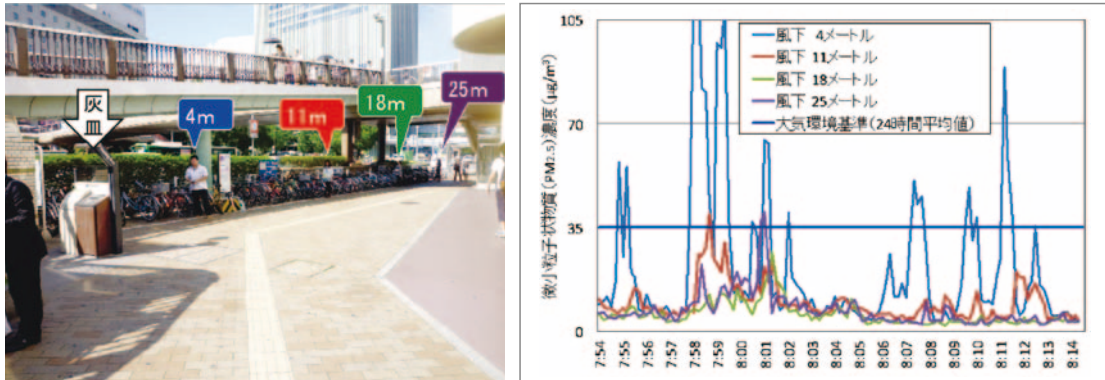 灰皿
4m
11m
18m
25m
微小粒子状物質(PM2.5)濃度(μg/m³)
105
70
35
0
風下 4メートル
風下 11メートル
風下 18メートル
風下 25メートル
大気環境基準(24時間平均値)
7:54
7:55
7:56
7:57
7:58
7:59
8:00
8:01
8:02
8:03
8:04
8:05
8:06
8:07
8:08
8:09
8:10
8:11
8:12
8:13
8:14